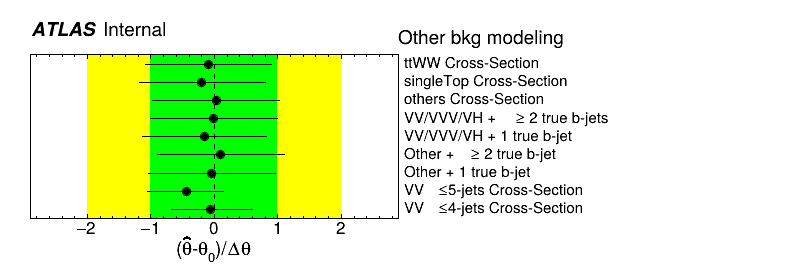 ATLAS Internal
Other bkg modeling
ttWW Cross-Section
singleTop Cross-Section
others Cross-Section
VV/VVV/VH + ≥ 2 true b-jets
VV/VVV/VH + 1 true b-jet
Other + ≥ 2 true b-jet
Other + 1 true b-jet
VV ≤5-jets Cross-Section
VV ≤4-jets Cross-Section
−2 −1 0 1 2
(θ̂-θ₀)/Δθ